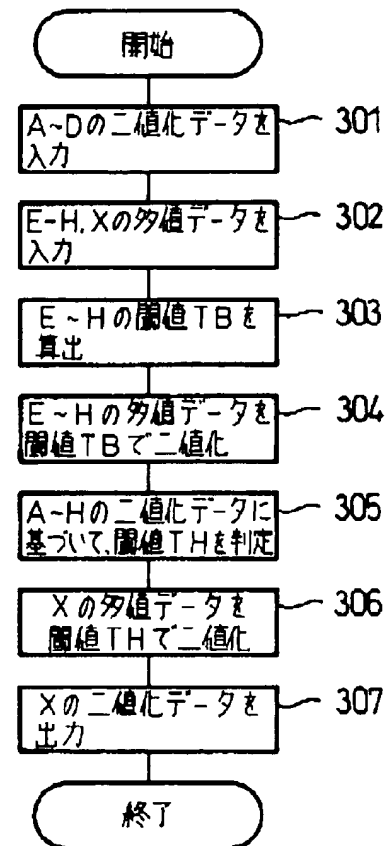 開始
A~Dの二値化データを
入力
301
E~H,Xの多値データを
入力
302
E~Hの閾値TBを
算出
303
E~Hの多値データを
閾値TBで二値化
304
A~Hの二値化データに
基づいて、閾値THを判定
305
Xの多値データを
閾値THで二値化
306
Xの二値化データを
出力
307
終了